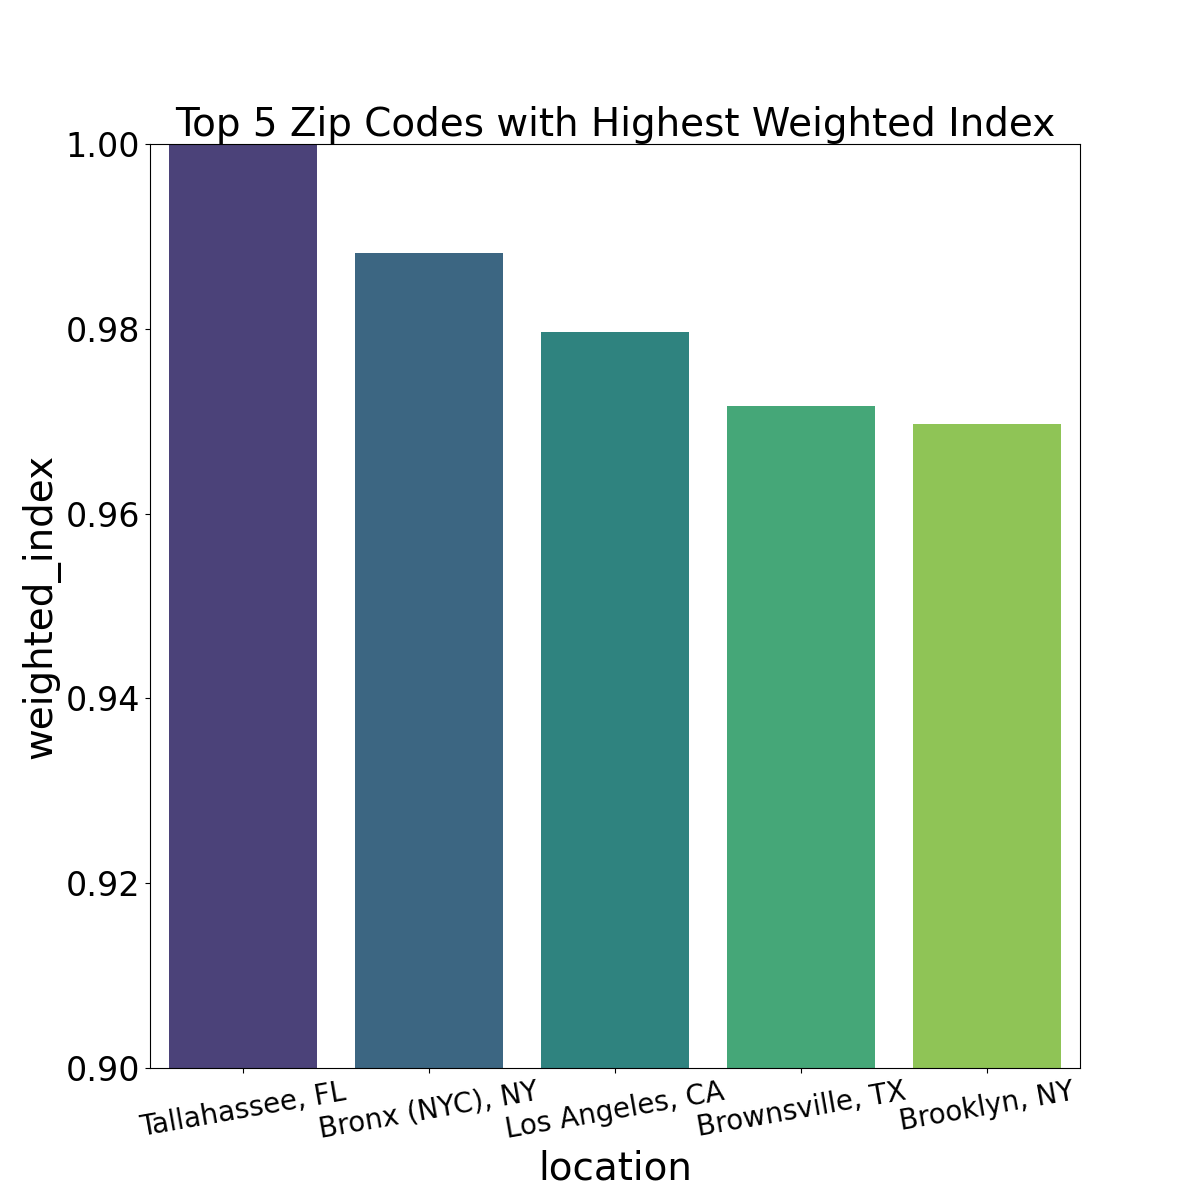 Top 5 Zip Codes with Highest Weighted Index
1.00
0.98
0.96
0.94
0.92
0.90
weighted_index
Tallahassee, FL
Bronx (NYC), NY
Los Angeles, CA
Brownsville, TX
Brooklyn, NY
location